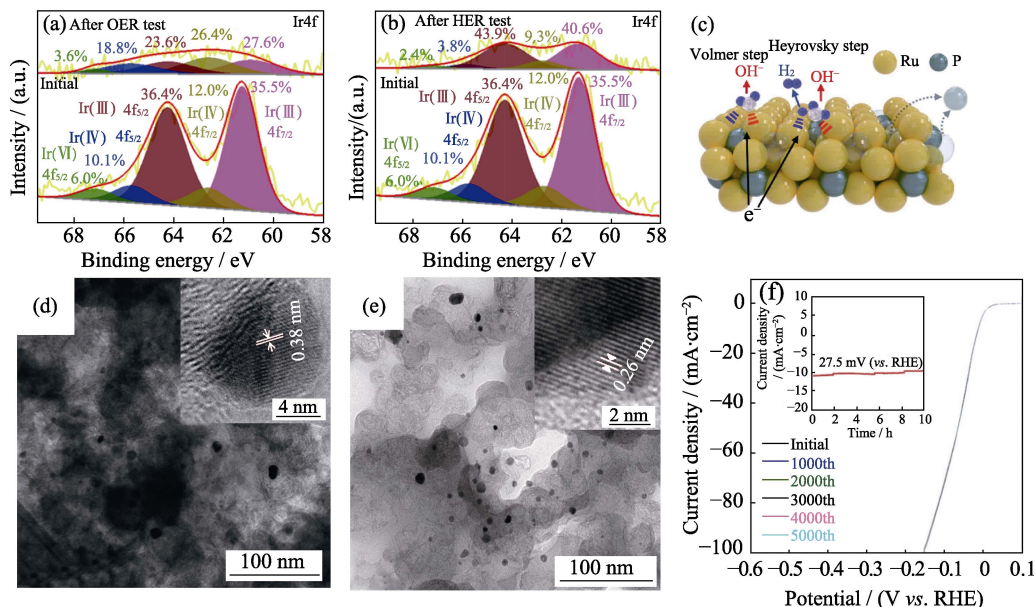 (a) After OER test Ir4f
3.6% 18.8% 23.6% 26.4% 27.6%
Initial
36.4% 12.0% 35.5%
Ir(Ⅲ) 4f5/2 Ir(Ⅳ) 4f7/2 Ir(Ⅲ) 4f7/2
Ir(Ⅳ) 4f5/2
Ir(Ⅵ) 4f5/2 10.1%
6.0%
Intensity / (a.u.)
68 66 64 62 60 58
Binding energy / eV
(b) After HER test Ir4f
2.4% 3.8% 43.9% 9.3% 40.6%
Initial
36.4% 12.0% 35.5%
Ir(Ⅲ) 4f5/2 Ir(Ⅳ) 4f7/2 Ir(Ⅲ) 4f7/2
Ir(Ⅳ) 4f5/2
Ir(Ⅵ) 4f5/2 10.1%
6.0%
Intensity/(a.u.)
68 66 64 62 60 58
Binding energy / eV
(c)
Volmer step Heyrovsky step
OH⁻ H₂ OH⁻
Ru P
e⁻
(d)
0.38 nm
4 nm
100 nm
(e)
0.26 nm
2 nm
100 nm
(f)
Current density / (mA·cm⁻²)
0
−20
−40
−60
−80
−100
Current density / (mA·cm⁻²)
10
5
0
−5
−10
−15
−20
27.5 mV (vs. RHE)
0 2 4 6 8 10
Time / h
Initial
1000th
2000th
3000th
4000th
5000th
−0.6 −0.5 −0.4 −0.3 −0.2 −0.1 0 0.1
Potential / (V vs. RHE)